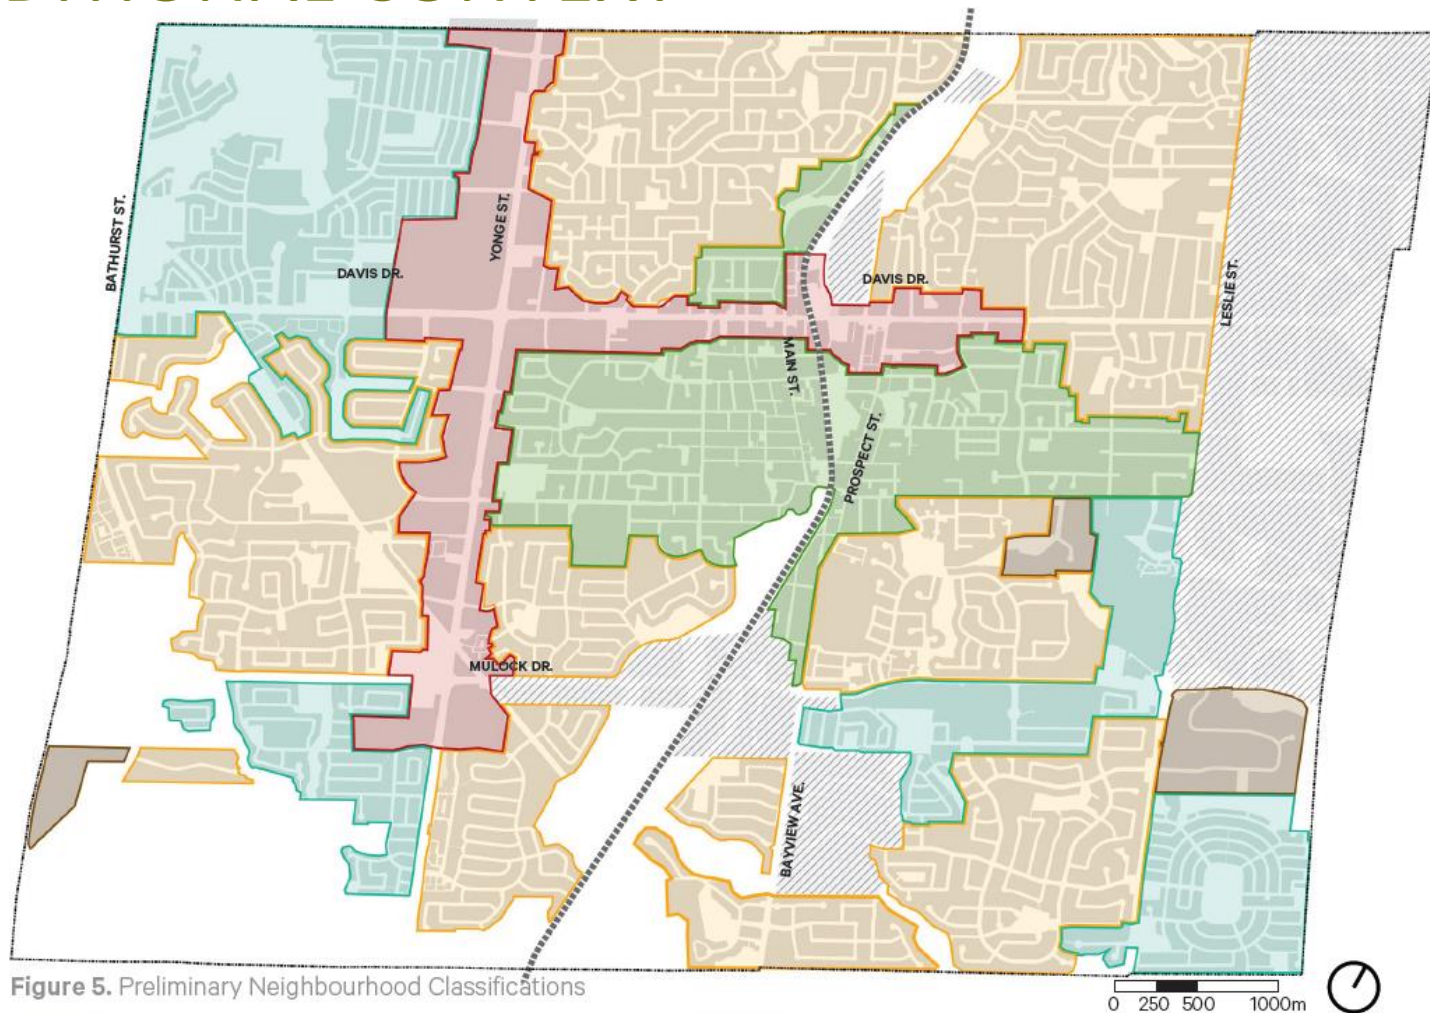 YONGE ST.
BATHURST ST.
DAVIS DR.
DAVIS DR.
LESLIE ST.
MAIN ST.
PROSPECT ST.
MULOCK DR.
BAYVIEW AVE.
Figure 5. Preliminary Neighbourhood Classifications
0 250 500 1000m